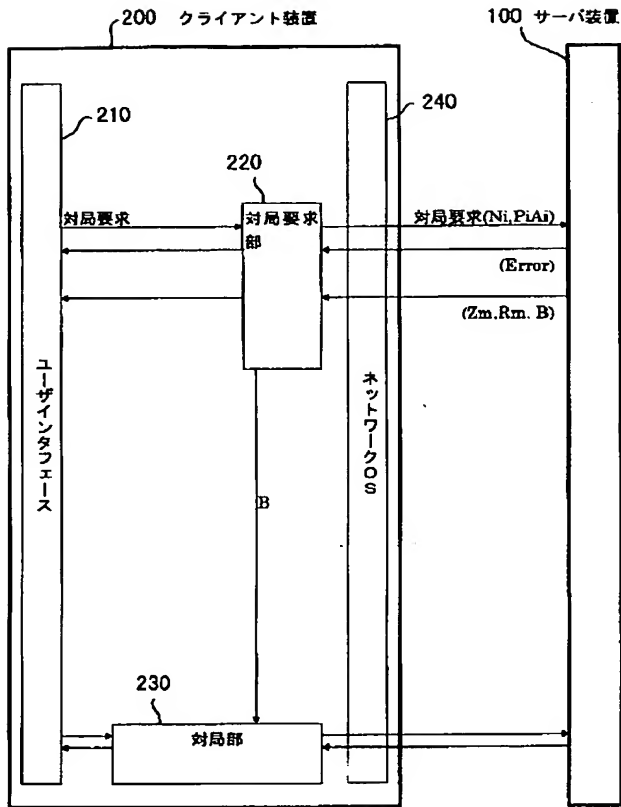 200 クライアント装置
100 サーバ装置
210
240
220
対局要求
対局要求
部
対局要求(Ni,PiAi)
(Error)
(Zm,Rm. B)
ユーザインタフェース
ネットワークOS
B
230
対局部